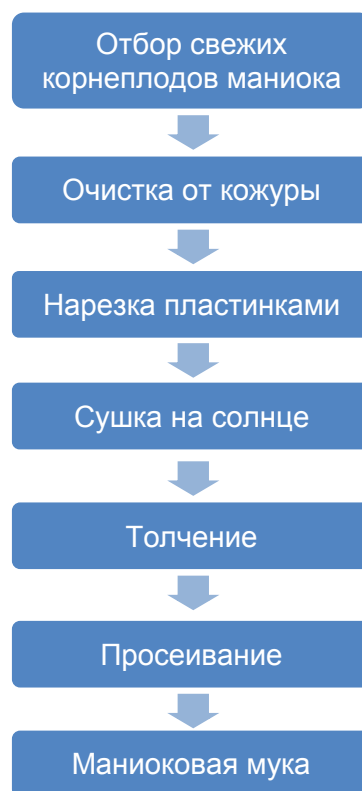 Отбор свежих
корнеплодов маниока
Очистка от кожуры
Нарезка пластинками
Сушка на солнце
Толчение
Просеивание
Маниоковая мука